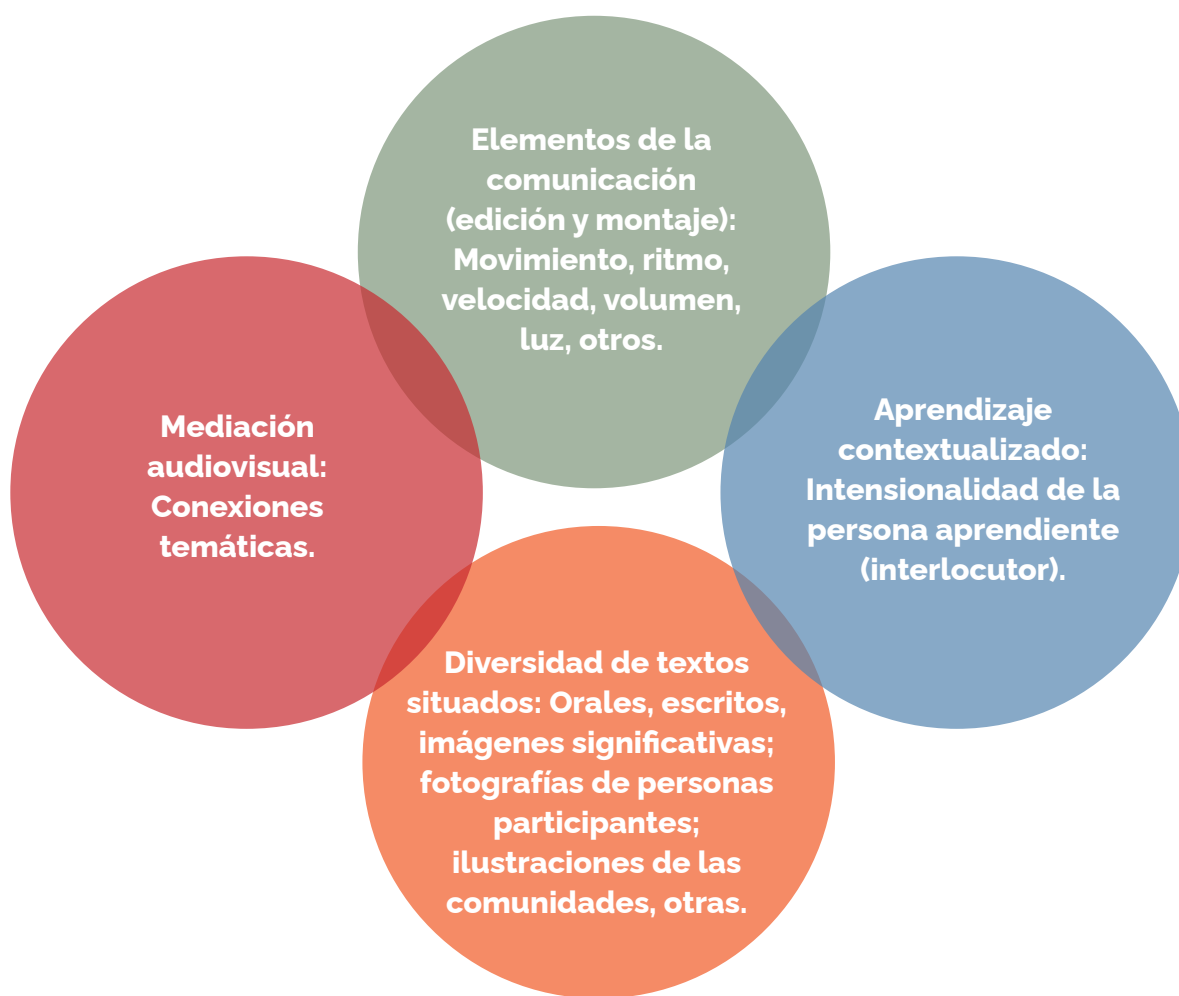 Elementos de la
comunicación
(edición y montaje):
Movimiento, ritmo,
velocidad, volumen,
luz, otros.
Mediación
audiovisual:
Conexiones
temáticas.
Aprendizaje
contextualizado:
Intensionalidad de la
persona aprendiente
(interlocutor).
Diversidad de textos
situados: Orales, escritos,
imágenes significativas;
fotografías de personas
participantes;
ilustraciones de las
comunidades, otras.